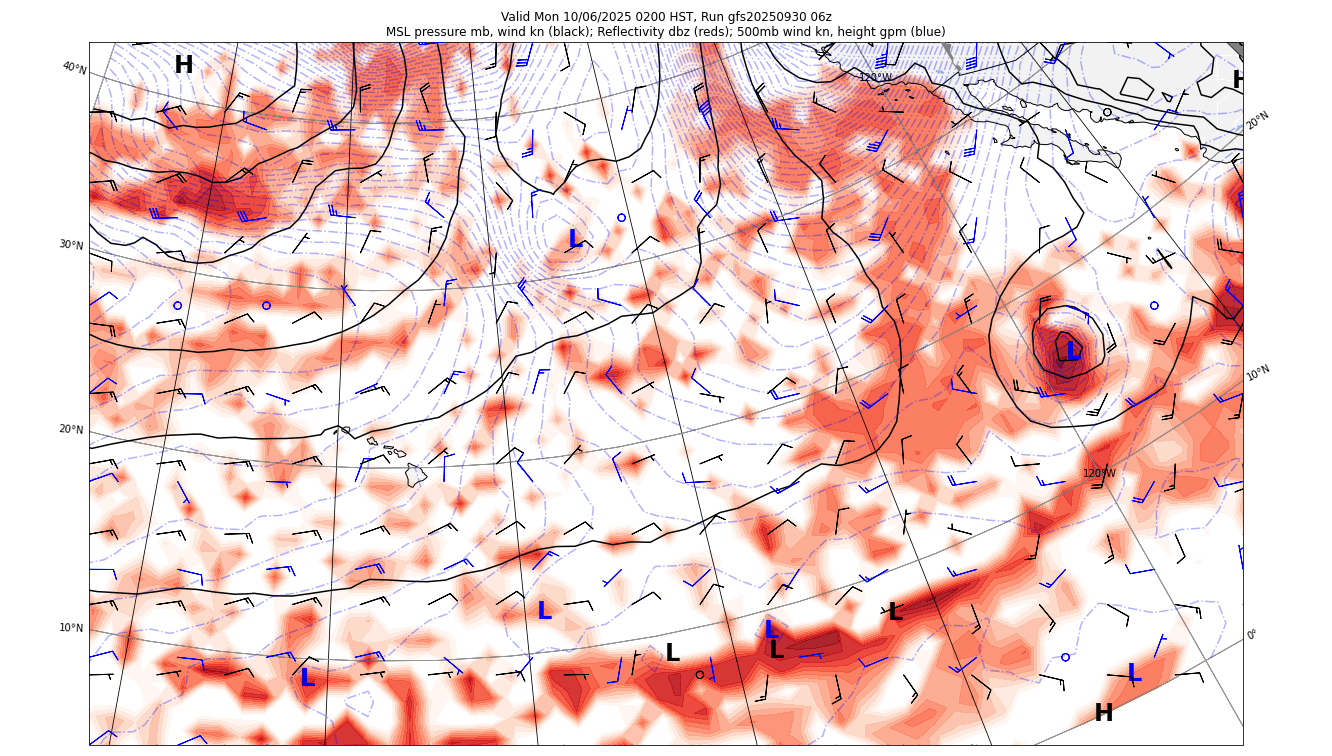 Valid Mon 10/06/2025 0200 HST, Run gfs20250930 06z
MSL pressure mb, wind kn (black); Reflectivity dbz (reds); 500mb wind kn, height gpm (blue)
40°N
H
120°W
H
20°N
30°N
L
L
10°N
20°N
120°W
10°N
L
L
L
L
L
0°
L
L
H